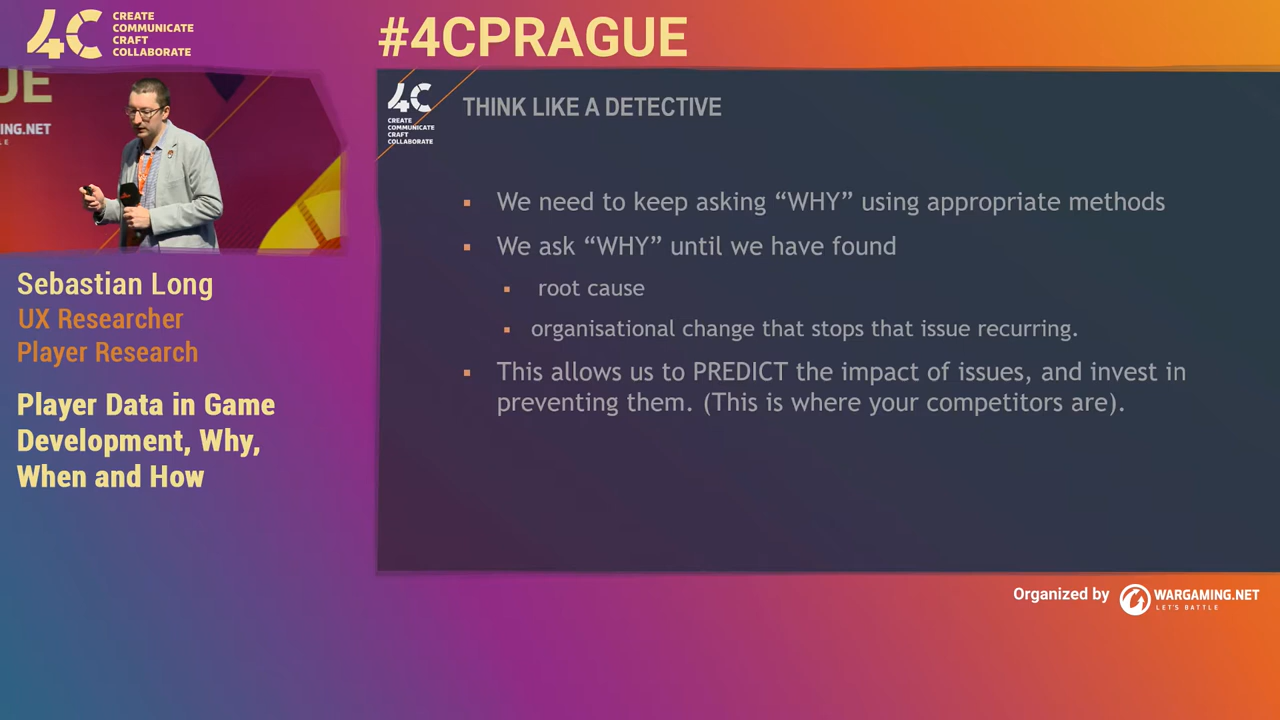 4C
CREATE
COMMUNICATE
CRAFT
COLLABORATE
#4CPRAGUE
UE
ING.NET
LE
Sebastian Long
UX Researcher
Player Research
Player Data in Game
Development, Why,
When and How
4C
CREATE
COMMUNICATE
CRAFT
COLLABORATE
THINK LIKE A DETECTIVE
▪ We need to keep asking “WHY” using appropriate methods
▪ We ask “WHY” until we have found
▪ root cause
▪ organisational change that stops that issue recurring.
▪ This allows us to PREDICT the impact of issues, and invest in
preventing them. (This is where your competitors are).
Organized by
WARGAMING.NET
LET'S BATTLE